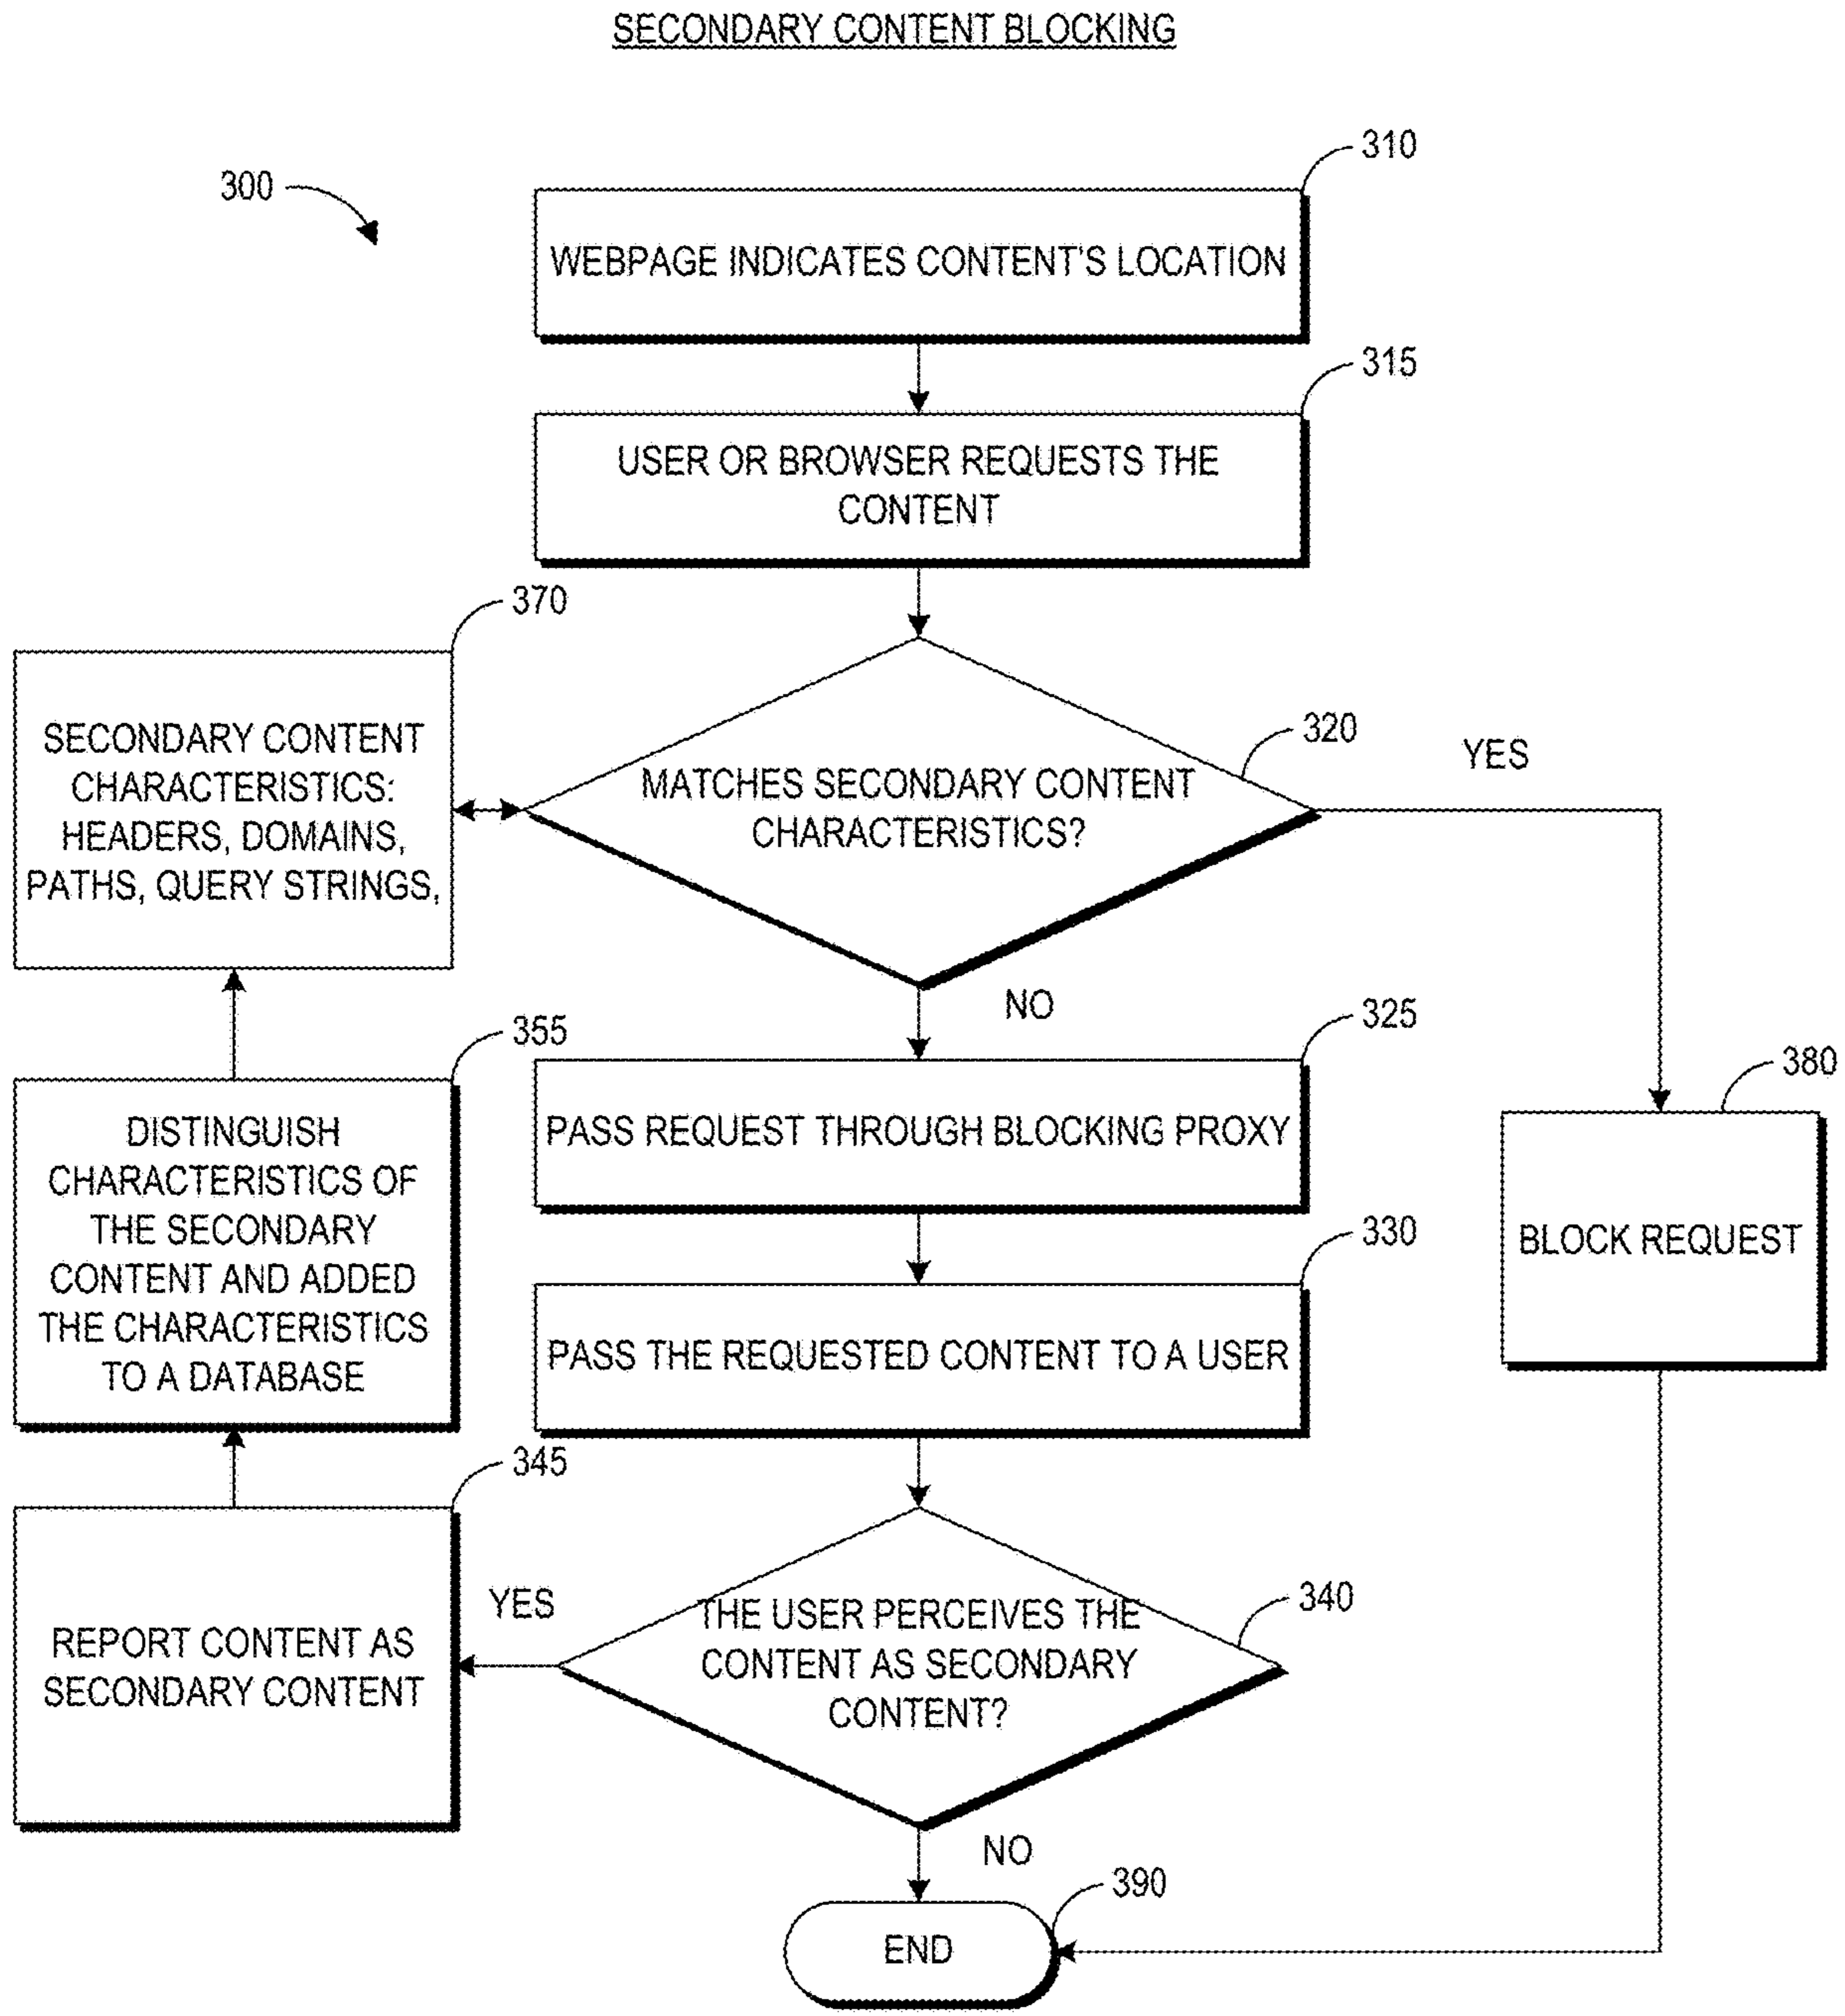 SECONDARY CONTENT BLOCKING
300
310
WEBPAGE INDICATES CONTENT'S LOCATION
315
USER OR BROWSER REQUESTS THE
CONTENT
370
SECONDARY CONTENT
CHARACTERISTICS:
HEADERS, DOMAINS,
PATHS, QUERY STRINGS,
320
MATCHES SECONDARY CONTENT
CHARACTERISTICS?
YES
NO
325
PASS REQUEST THROUGH BLOCKING PROXY
355
DISTINGUISH
CHARACTERISTICS OF
THE SECONDARY
CONTENT AND ADDED
THE CHARACTERISTICS
TO A DATABASE
380
BLOCK REQUEST
330
PASS THE REQUESTED CONTENT TO A USER
345
REPORT CONTENT AS
SECONDARY CONTENT
YES
340
THE USER PERCEIVES THE
CONTENT AS SECONDARY
CONTENT?
NO
390
END